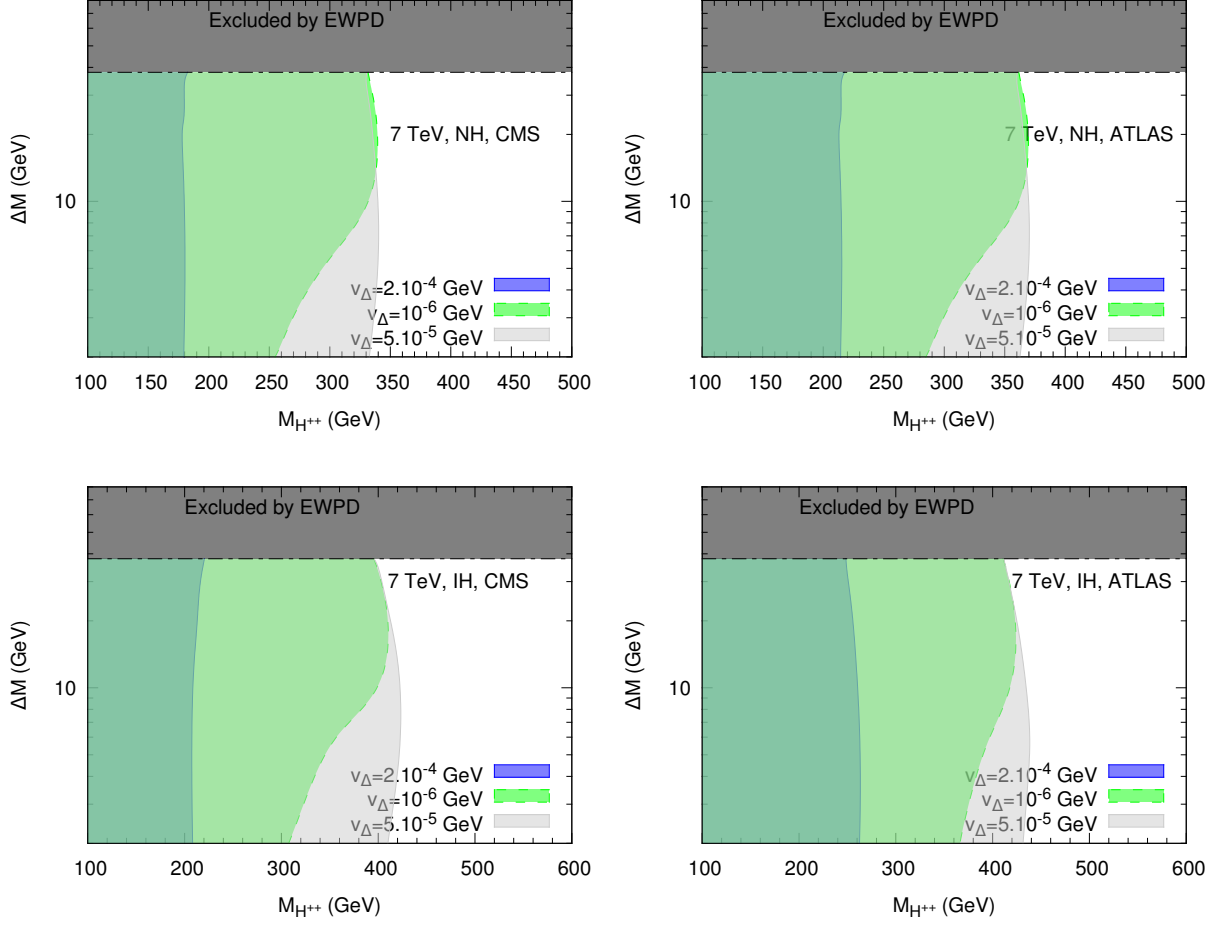 Excluded by EWPD
7 TeV, NH, CMS
10
ΔM (GeV)
v_Δ=2.10^-4 GeV
v_Δ=10^-6 GeV
v_Δ=5.10^-5 GeV
100 150 200 250 300 350 400 450 500
M_H^++ (GeV)
Excluded by EWPD
7 TeV, NH, ATLAS
10
ΔM (GeV)
v_Δ=2.10^-4 GeV
v_Δ=10^-6 GeV
v_Δ=5.10^-5 GeV
100 150 200 250 300 350 400 450 500
M_H^++ (GeV)
Excluded by EWPD
7 TeV, IH, CMS
10
ΔM (GeV)
v_Δ=2.10^-4 GeV
v_Δ=10^-6 GeV
v_Δ=5.10^-5 GeV
100 200 300 400 500 600
M_H^++ (GeV)
Excluded by EWPD
7 TeV, IH, ATLAS
10
ΔM (GeV)
v_Δ=2.10^-4 GeV
v_Δ=10^-6 GeV
v_Δ=5.10^-5 GeV
100 200 300 400 500 600
M_H^++ (GeV)